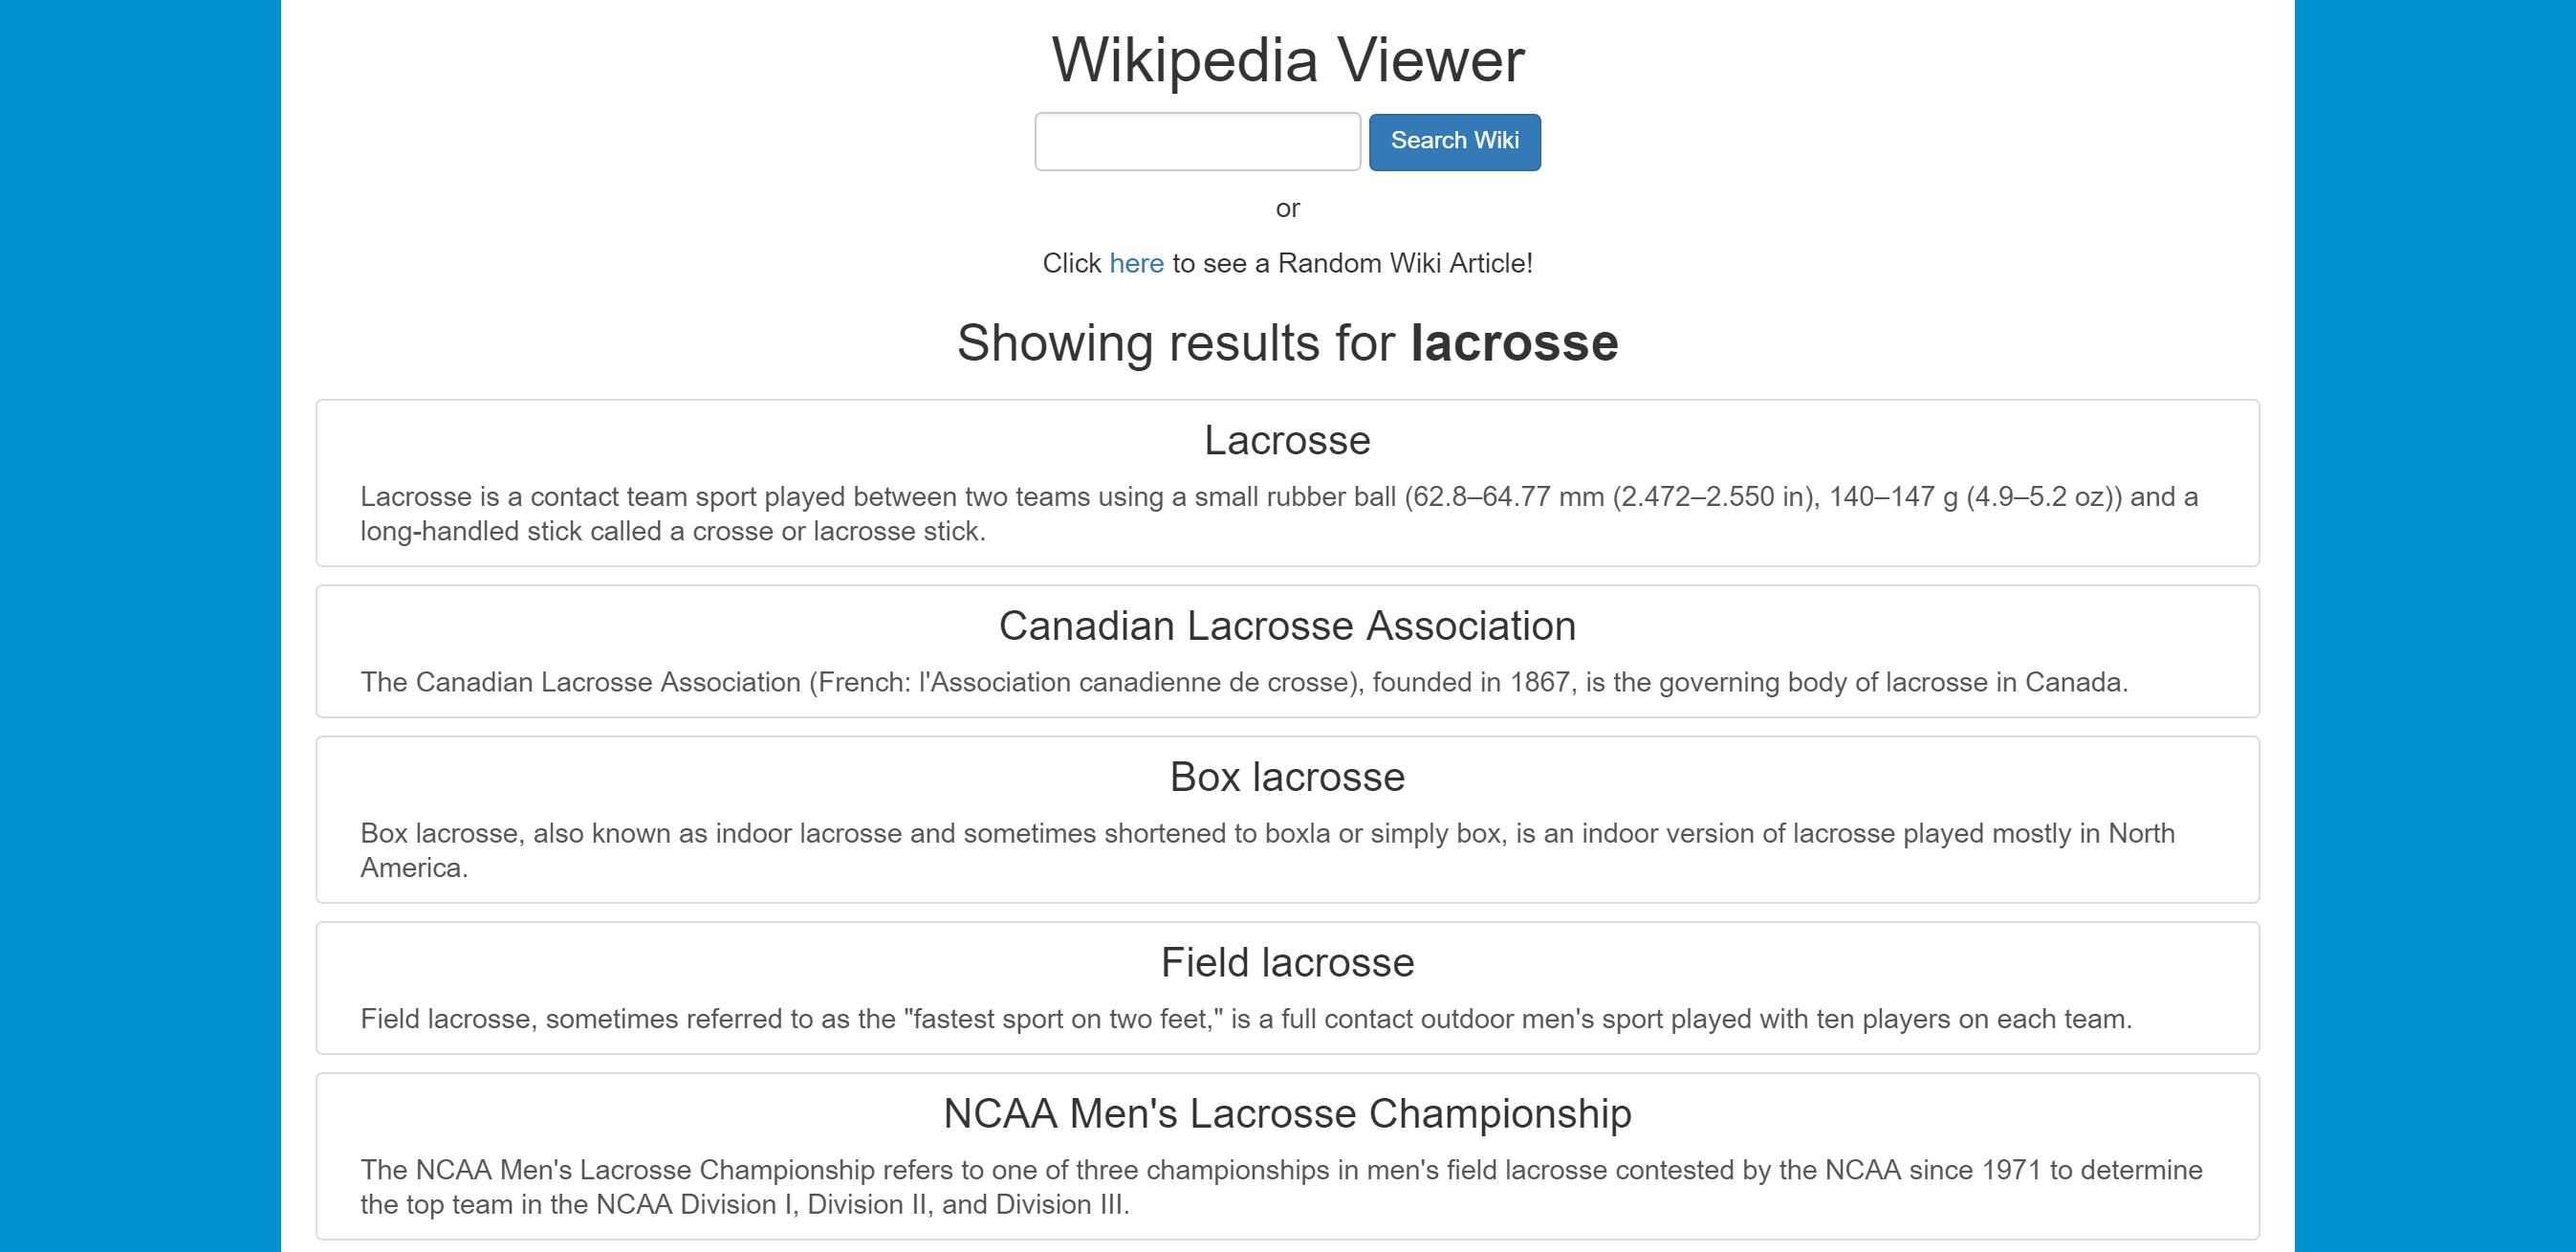 Wikipedia Viewer
Search Wiki
or
Click here to see a Random Wiki Article!
Showing results for lacrosse
Lacrosse
Lacrosse is a contact team sport played between two teams using a small rubber ball (62.8–64.77 mm (2.472–2.550 in), 140–147 g (4.9–5.2 oz)) and a
long-handled stick called a crosse or lacrosse stick.
Canadian Lacrosse Association
The Canadian Lacrosse Association (French: l'Association canadienne de crosse), founded in 1867, is the governing body of lacrosse in Canada.
Box lacrosse
Box lacrosse, also known as indoor lacrosse and sometimes shortened to boxla or simply box, is an indoor version of lacrosse played mostly in North
America.
Field lacrosse
Field lacrosse, sometimes referred to as the "fastest sport on two feet," is a full contact outdoor men's sport played with ten players on each team.
NCAA Men's Lacrosse Championship
The NCAA Men's Lacrosse Championship refers to one of three championships in men's field lacrosse contested by the NCAA since 1971 to determine
the top team in the NCAA Division I, Division II, and Division III.